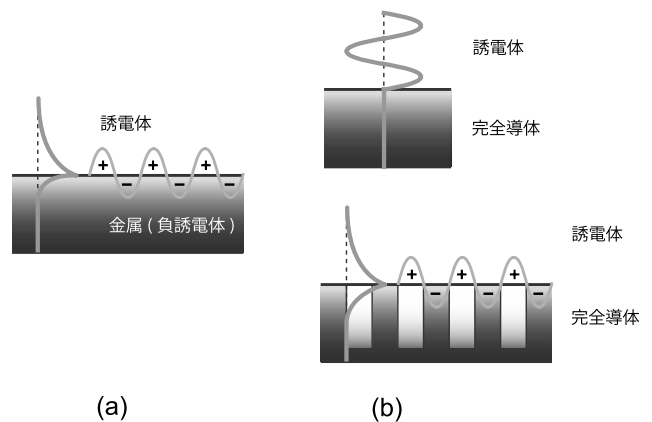 誘電体
+ + +
− − −
金属 ( 負誘電体 )
(a)
誘電体
完全導体
誘電体
+ + +
− − −
完全導体
(b)